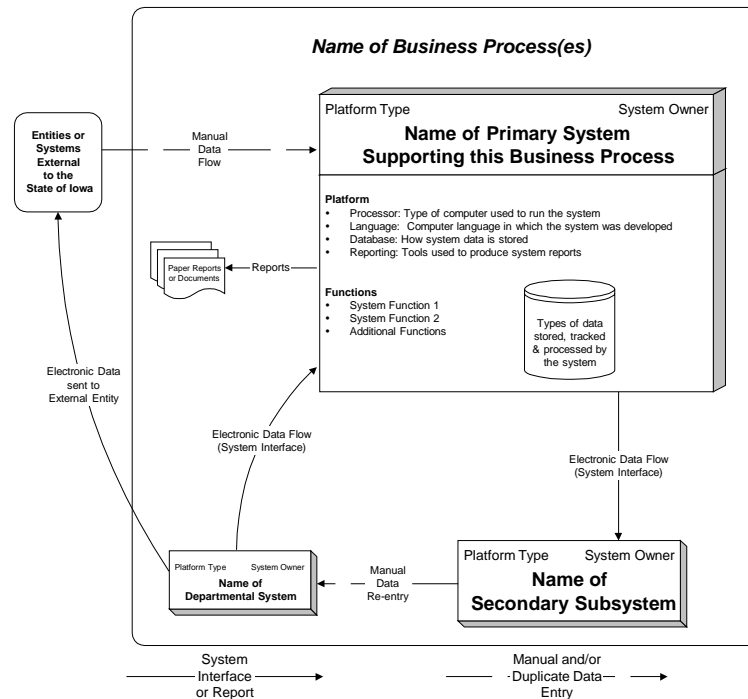 Name of Business Process(es)
Platform Type System Owner
Name of Primary System
Supporting this Business Process
Entities or
Systems
External
to the
State of Iowa
Manual
Data
Flow
Platform
• Processor: Type of computer used to run the system
• Language: Computer language in which the system was developed
• Database: How system data is stored
• Reporting: Tools used to produce system reports
Paper Reports
or Documents
Reports
Functions
• System Function 1
• System Function 2
• Additional Functions
Types of data
stored, tracked
& processed by
the system
Electronic Data
sent to
External Entity
Electronic Data Flow
(System Interface)
Electronic Data Flow
(System Interface)
Platform Type System Owner
Name of
Departmental System
Manual
Data
Re-entry
Platform Type System Owner
Name of
Secondary Subsystem
System
Interface
or Report
Manual and/or
Duplicate Data
Entry